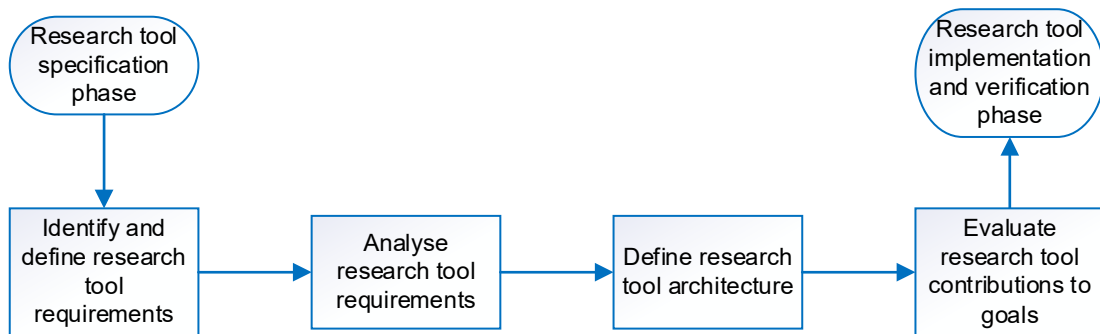 Research tool
specification
phase
Research tool
implementation
and verification
phase
Identify and
define research
tool
requirements
Analyse
research tool
requirements
Define research
tool architecture
Evaluate
research tool
contributions to
goals